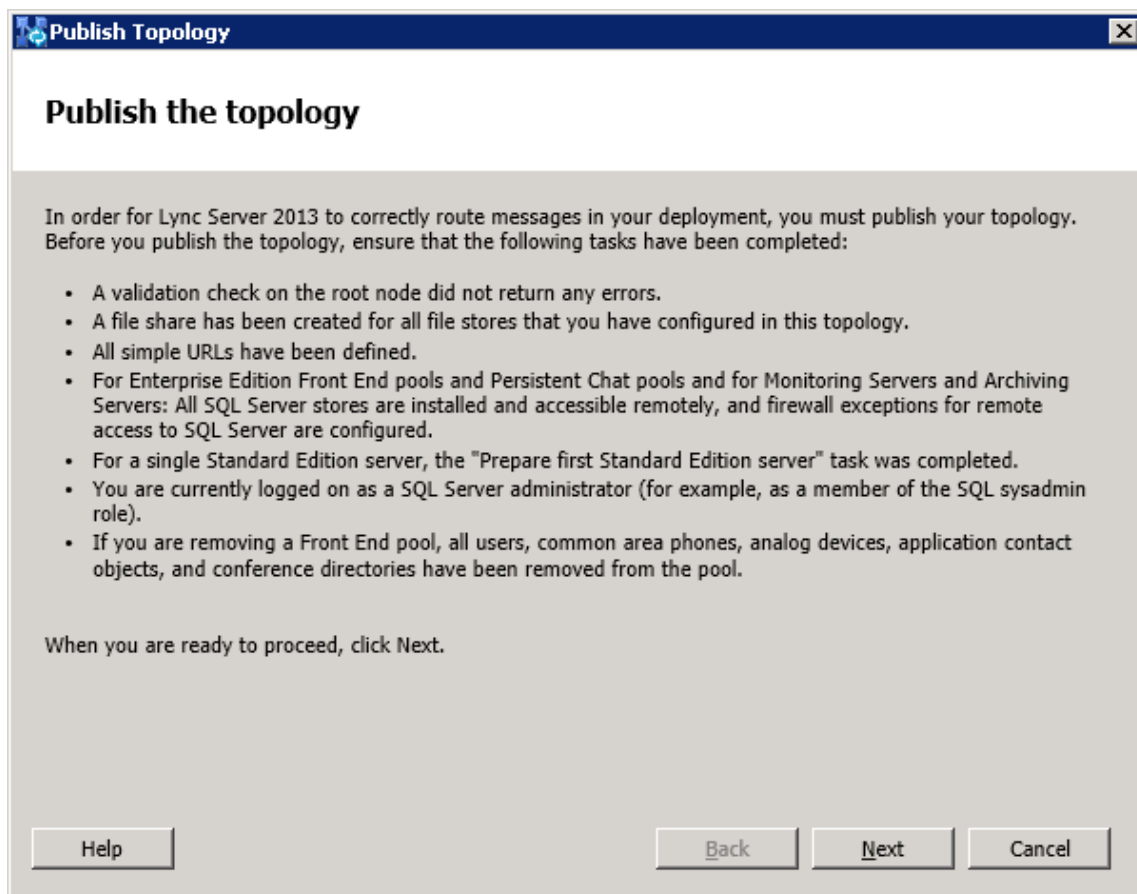 Publish Topology
Publish the topology
In order for Lync Server 2013 to correctly route messages in your deployment, you must publish your topology.
Before you publish the topology, ensure that the following tasks have been completed:
• A validation check on the root node did not return any errors.
• A file share has been created for all file stores that you have configured in this topology.
• All simple URLs have been defined.
• For Enterprise Edition Front End pools and Persistent Chat pools and for Monitoring Servers and Archiving
Servers: All SQL Server stores are installed and accessible remotely, and firewall exceptions for remote
access to SQL Server are configured.
• For a single Standard Edition server, the "Prepare first Standard Edition server" task was completed.
• You are currently logged on as a SQL Server administrator (for example, as a member of the SQL sysadmin
role).
• If you are removing a Front End pool, all users, common area phones, analog devices, application contact
objects, and conference directories have been removed from the pool.
When you are ready to proceed, click Next.
Help Back Next Cancel